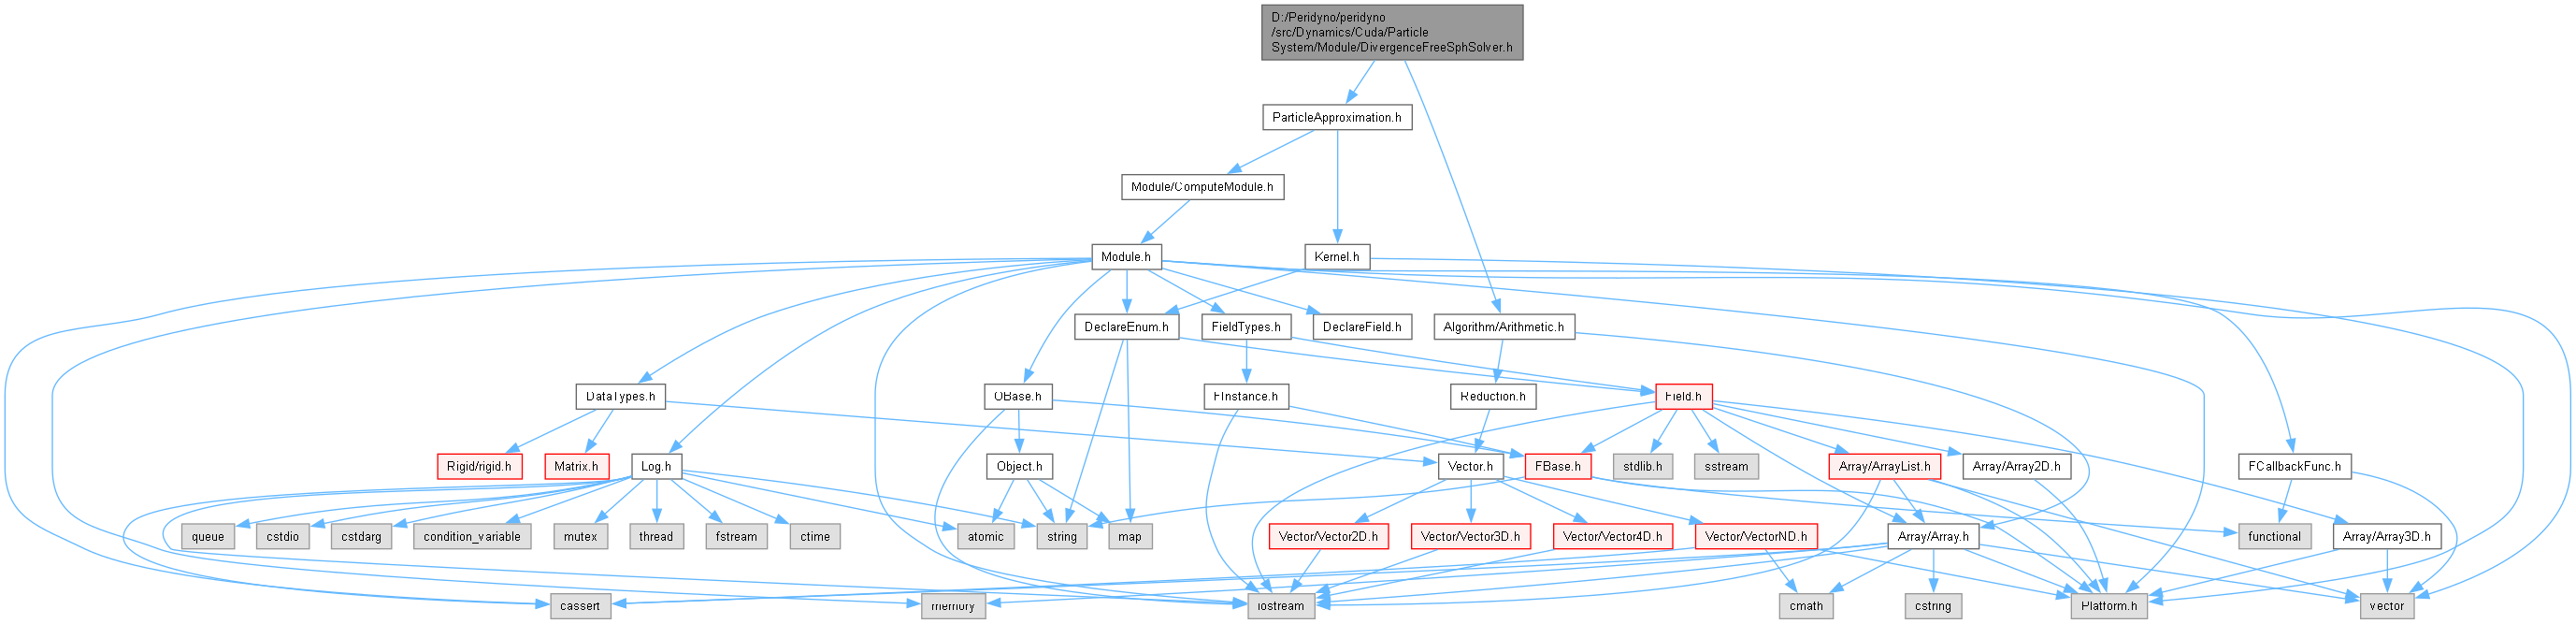 D:/Peridyno/peridyno
/src/Dynamics/Cuda/Particle
System/Module/DivergenceFreeSphSolver.h
ParticleApproximation.h
Module/ComputeModule.h
Module.h
Kernel.h
DeclareEnum.h
FieldTypes.h
DeclareField.h
Algorithm/Arithmetic.h
DataTypes.h
OBase.h
FInstance.h
Reduction.h
Field.h
Rigid/rigid.h
Matrix.h
Log.h
Object.h
Vector.h
FBase.h
stdlib.h
sstream
Array/ArrayList.h
Array/Array2D.h
FCallbackFunc.h
queue
cstdio
cstdarg
condition_variable
mutex
thread
fstream
ctime
atomic
string
map
Vector/Vector2D.h
Vector/Vector3D.h
Vector/Vector4D.h
Vector/VectorND.h
Array/Array.h
functional
Array/Array3D.h
cassert
memory
iostream
cmath
cstring
Platform.h
vector